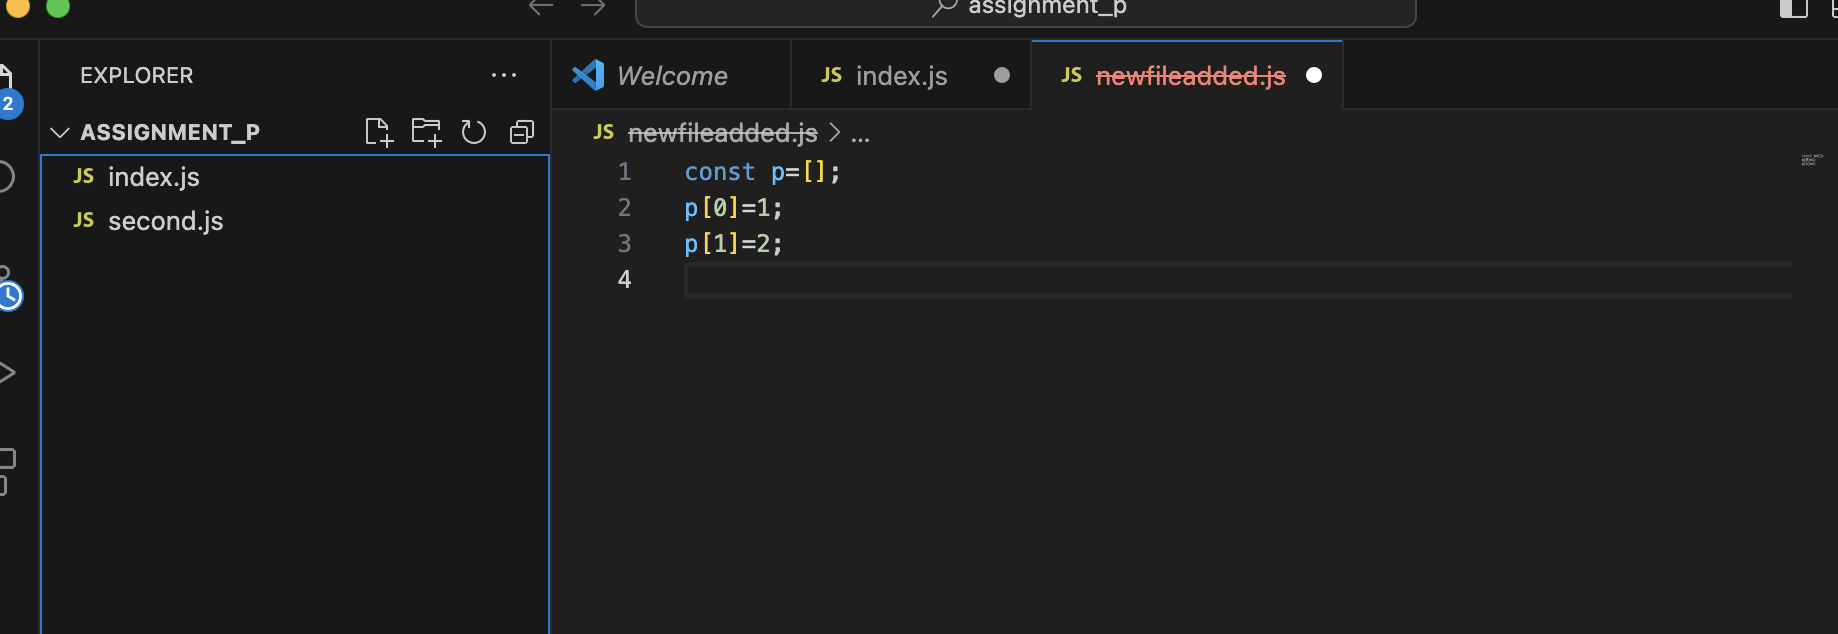 assignment_p
EXPLORER ...
ASSIGNMENT_P
JS index.js
JS second.js
2
Welcome
JS index.js
JS newfileadded.js
JS newfileadded.js > ...
1 const p=[];
2 p[0]=1;
3 p[1]=2;
4